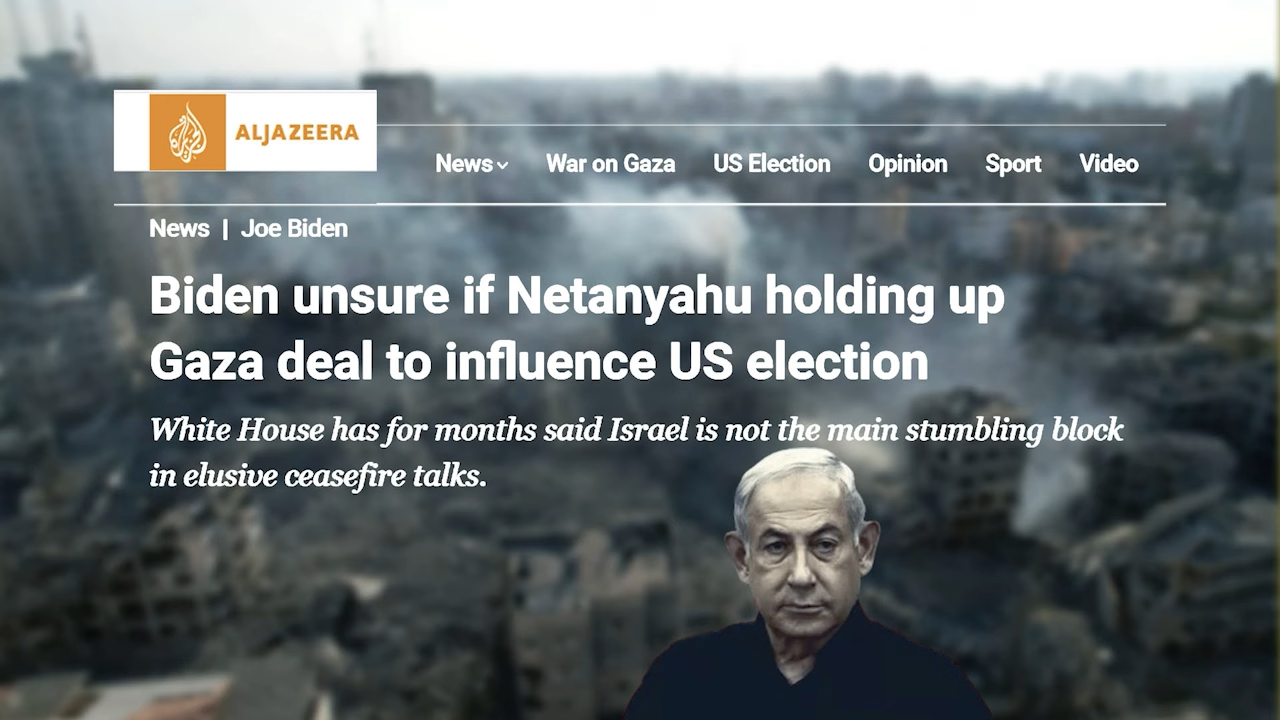 ALJAZEERA
News War on Gaza US Election Opinion Sport Video
News | Joe Biden
Biden unsure if Netanyahu holding up
Gaza deal to influence US election
White House has for months said Israel is not the main stumbling block
in elusive ceasefire talks.